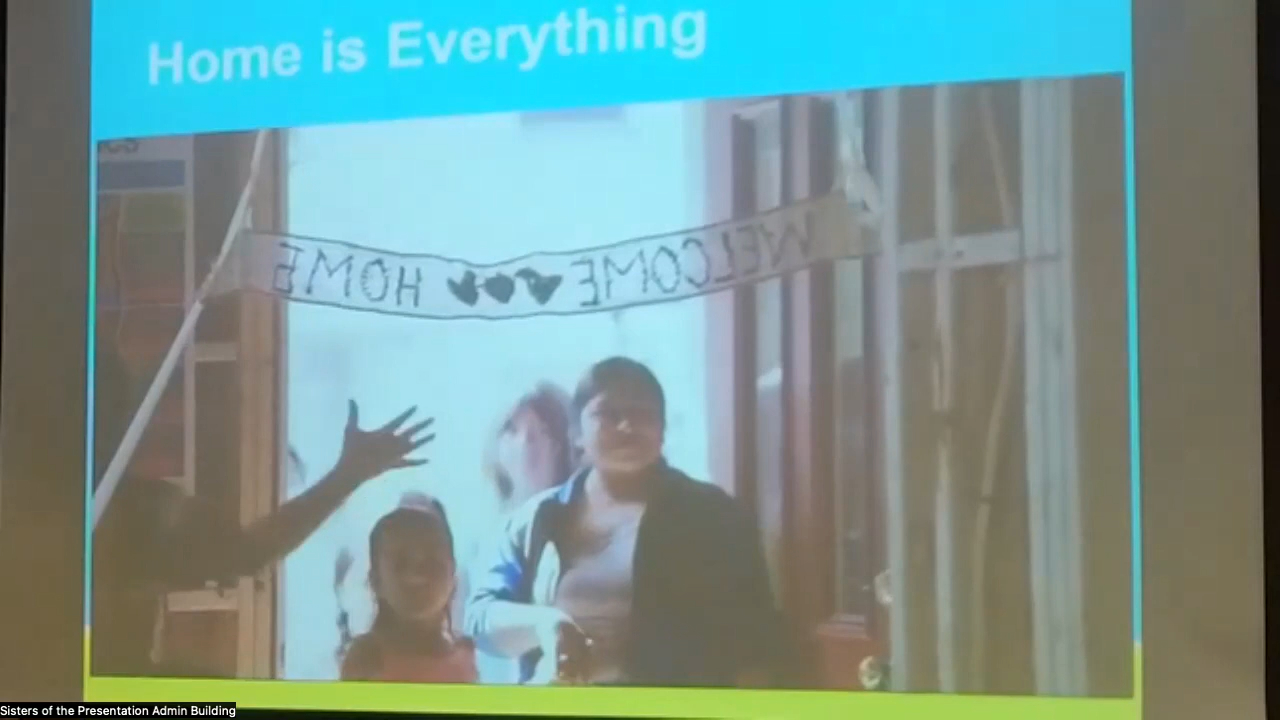 Home is Everything
WELCOME HOME
Sisters of the Presentation Admin Building